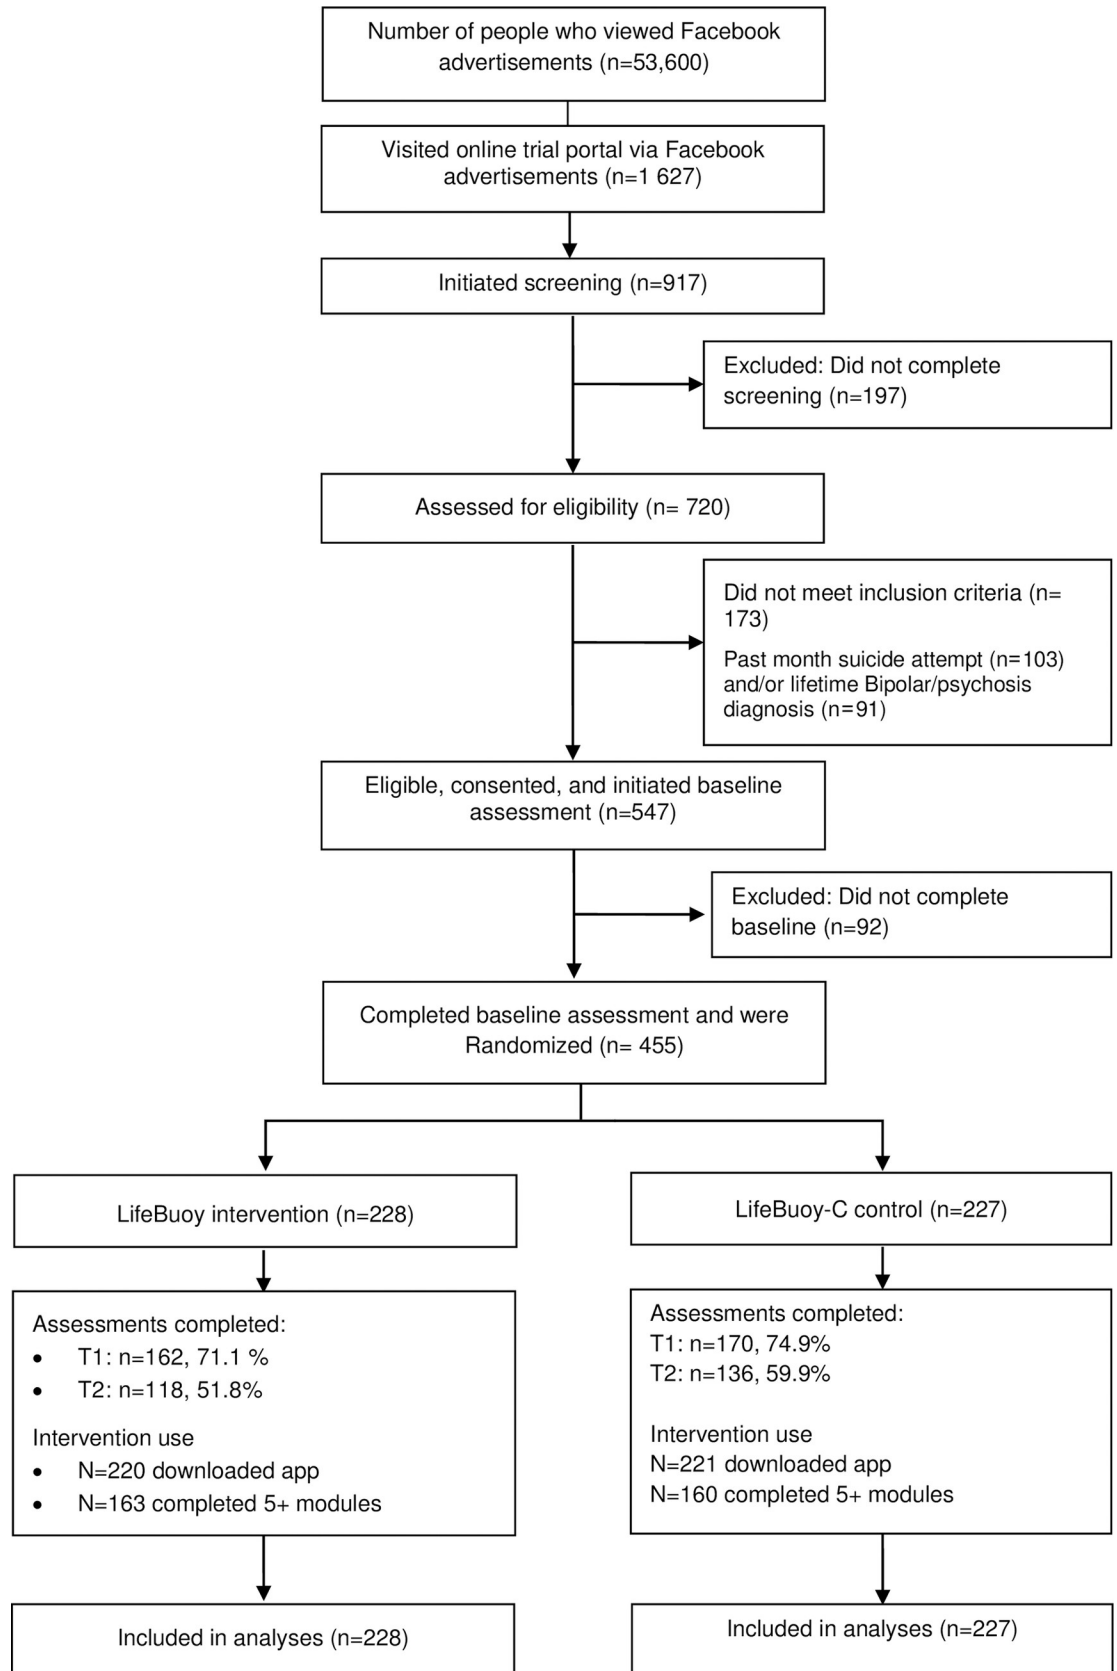 Number of people who viewed Facebook
advertisements (n=53,600)
Visited online trial portal via Facebook
advertisements (n=1 627)
Initiated screening (n=917)
Excluded: Did not complete
screening (n=197)
Assessed for eligibility (n= 720)
Did not meet inclusion criteria (n=
173)
Past month suicide attempt (n=103)
and/or lifetime Bipolar/psychosis
diagnosis (n=91)
Eligible, consented, and initiated baseline
assessment (n=547)
Excluded: Did not complete
baseline (n=92)
Completed baseline assessment and were
Randomized (n= 455)
LifeBuoy intervention (n=228)
LifeBuoy-C control (n=227)
Assessments completed:
• T1: n=162, 71.1 %
• T2: n=118, 51.8%
Intervention use
• N=220 downloaded app
• N=163 completed 5+ modules
Assessments completed:
T1: n=170, 74.9%
T2: n=136, 59.9%
Intervention use
N=221 downloaded app
N=160 completed 5+ modules
Included in analyses (n=228)
Included in analyses (n=227)